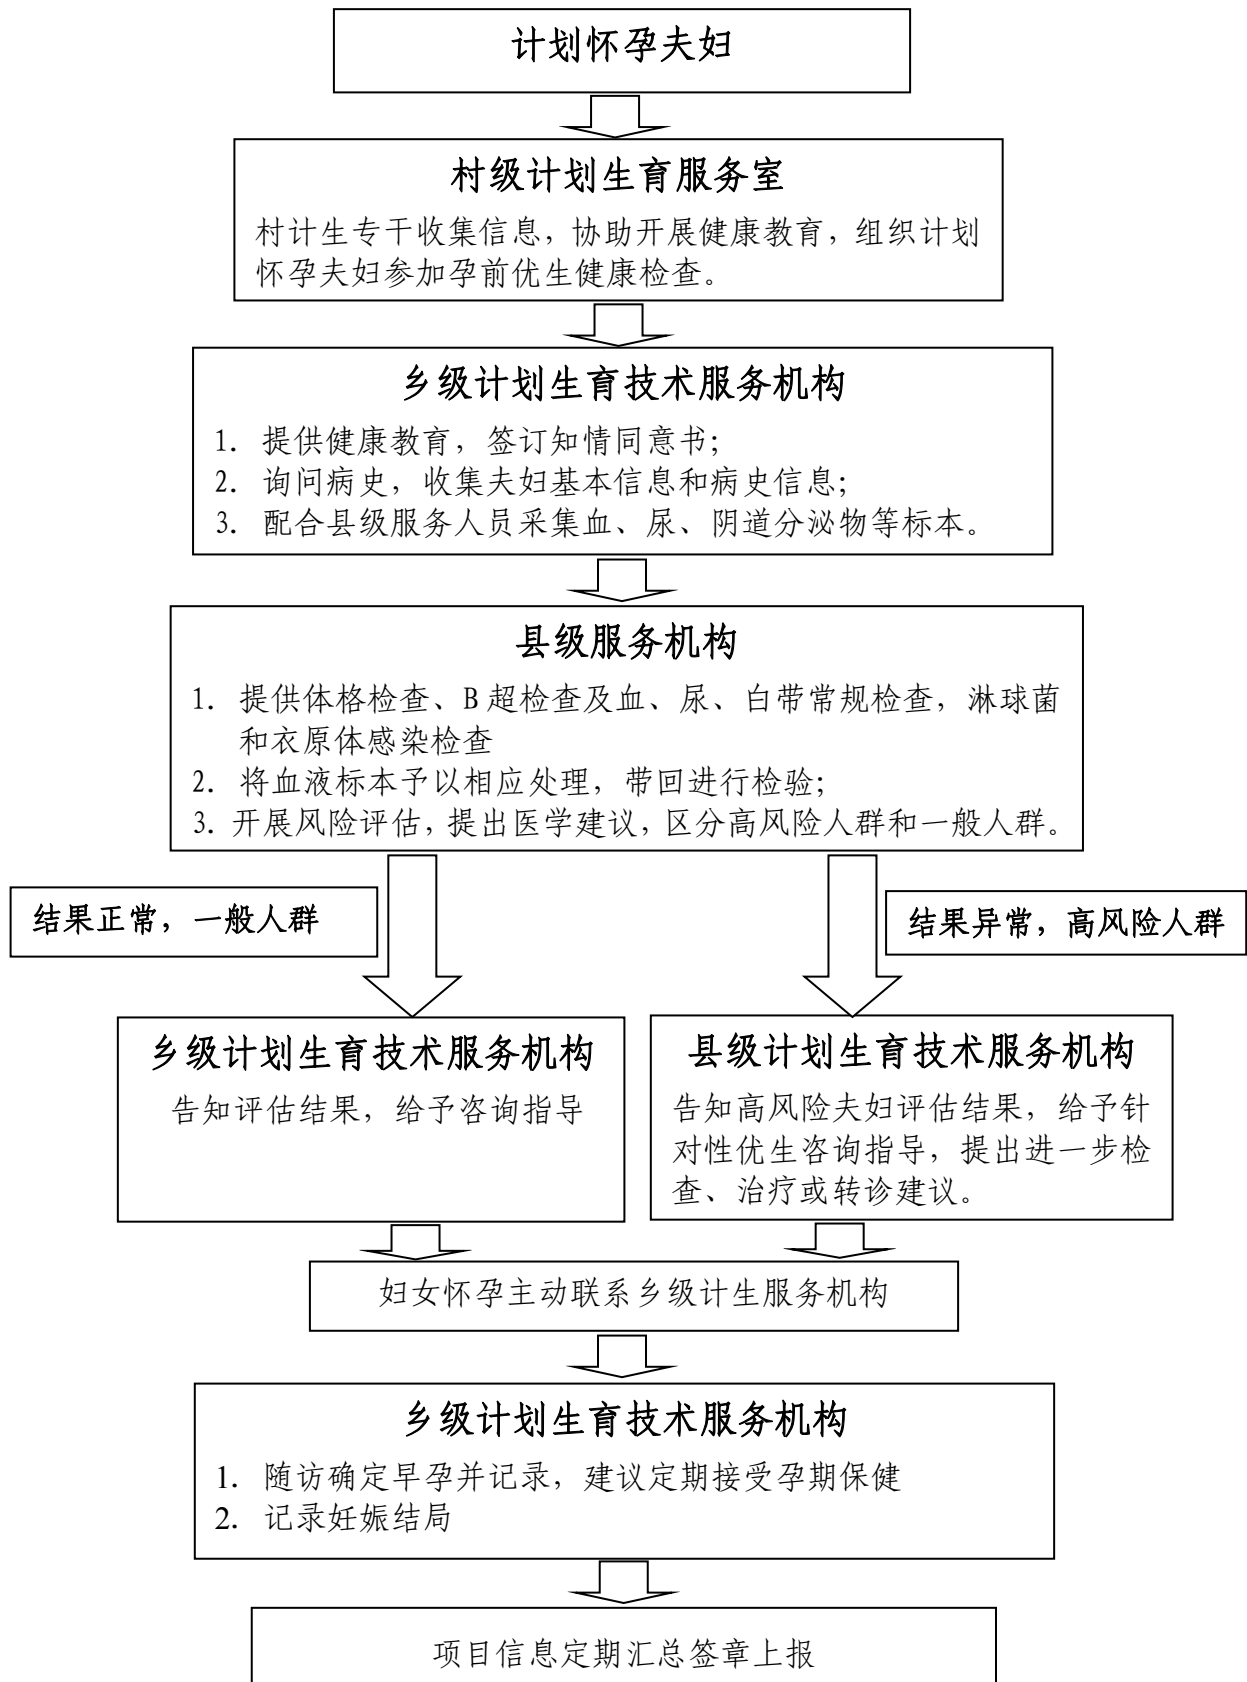 计划怀孕夫妇
村级计划生育服务室
村计生专干收集信息，协助开展健康教育，组织计划
怀孕夫妇参加孕前优生健康检查。
乡级计划生育技术服务机构
1. 提供健康教育，签订知情同意书；
2. 询问病史，收集夫妇基本信息和病史信息；
3. 配合县级服务人员采集血、尿、阴道分泌物等标本。
县级服务机构
1. 提供体格检查、B 超检查及血、尿、白带常规检查，淋球菌
和衣原体感染检查
2. 将血液标本予以相应处理，带回进行检验；
3. 开展风险评估，提出医学建议，区分高风险人群和一般人群。
结果正常，一般人群
结果异常，高风险人群
乡级计划生育技术服务机构
告知评估结果，给予咨询指导
县级计划生育技术服务机构
告知高风险夫妇评估结果，给予针
对性优生咨询指导，提出进一步检
查、治疗或转诊建议。
妇女怀孕主动联系乡级计生服务机构
乡级计划生育技术服务机构
1. 随访确定早孕并记录，建议定期接受孕期保健
2. 记录妊娠结局
项目信息定期汇总签章上报